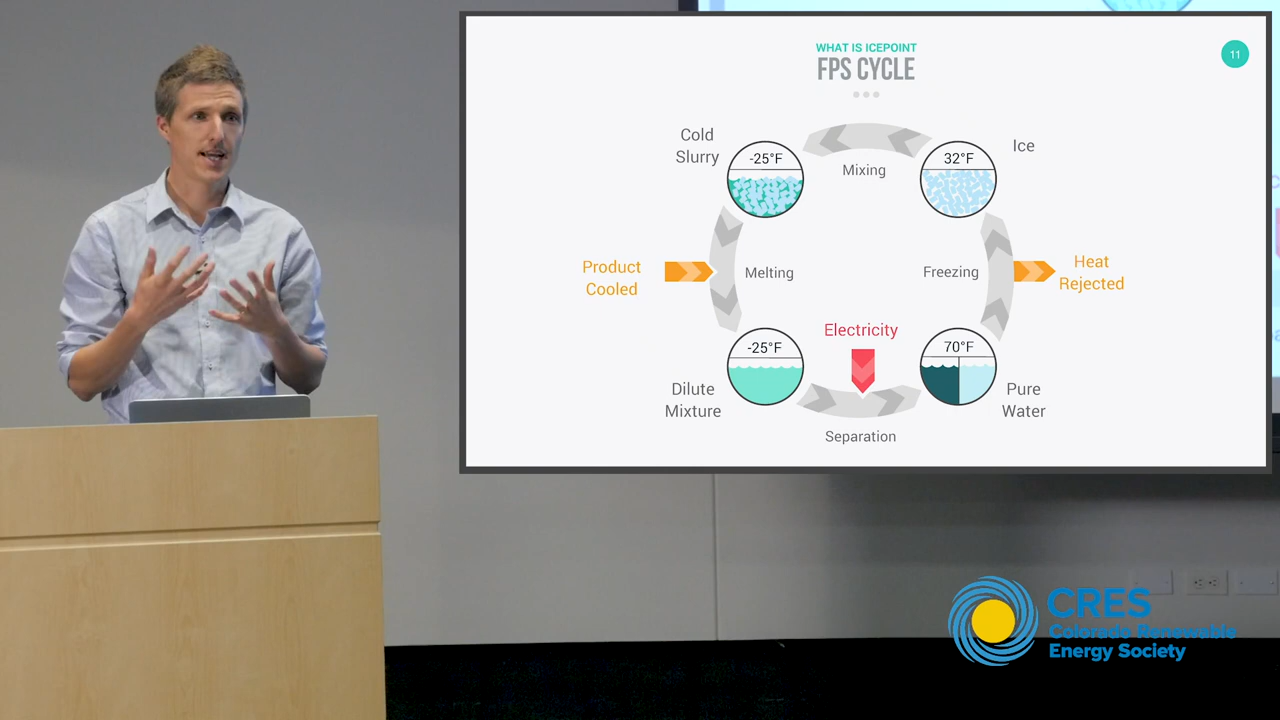 WHAT IS ICEPOINT
FPS CYCLE
11
Cold
Slurry
-25°F
Mixing
32°F
Ice
Product
Cooled
Melting
Freezing
Heat
Rejected
Electricity
-25°F
70°F
Dilute
Mixture
Pure
Water
Separation
CRES
Colorado Renewable
Energy Society